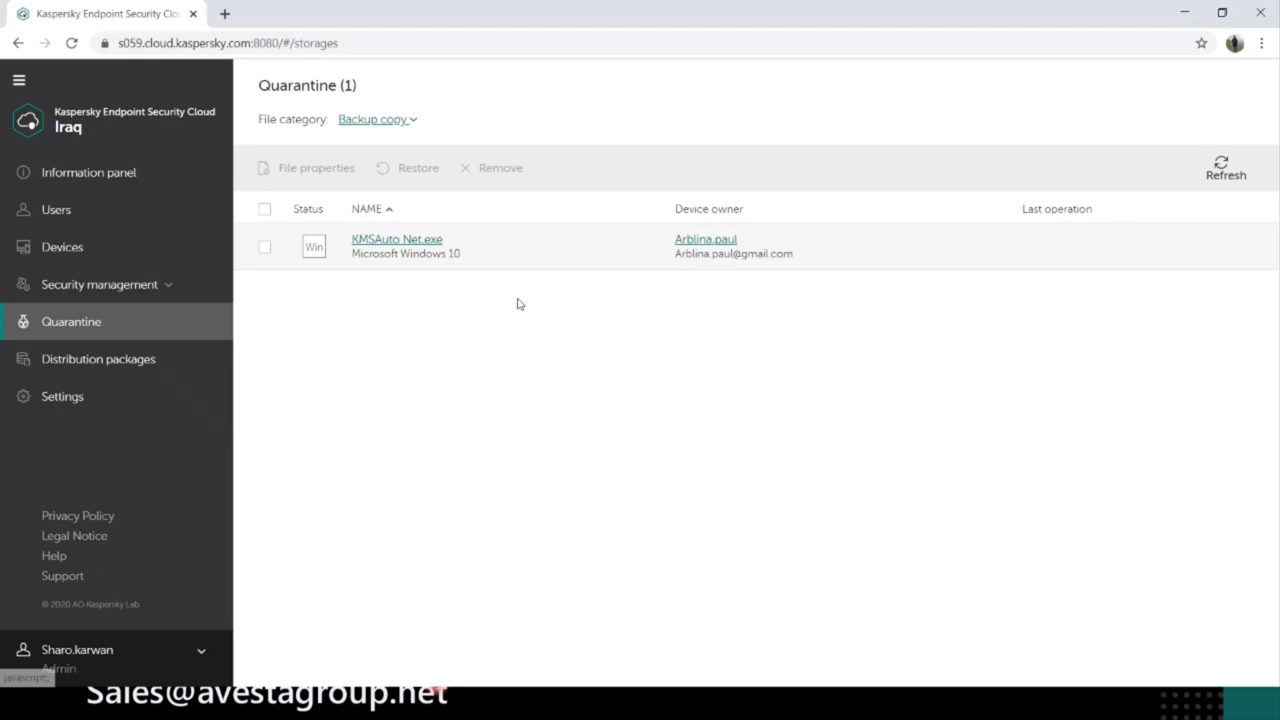 Kaspersky Endpoint Security Clo
s059.cloud.kaspersky.com:8080/#/storages
Kaspersky Endpoint Security Cloud
Iraq
Information panel
Users
Devices
Security management
Quarantine
Distribution packages
Settings
Privacy Policy
Legal Notice
Help
Support
© 2020 AO Kaspersky Lab
Sharo.karwan
Admin
javascript:;
Quarantine (1)
File category: Backup copy
File properties Restore Remove
Refresh
Status NAME Device owner Last operation
Win KMSAuto Net.exe Arblina.paul
Microsoft Windows 10 Arblina.paul@gmail.com
Sales@avestagroup.net